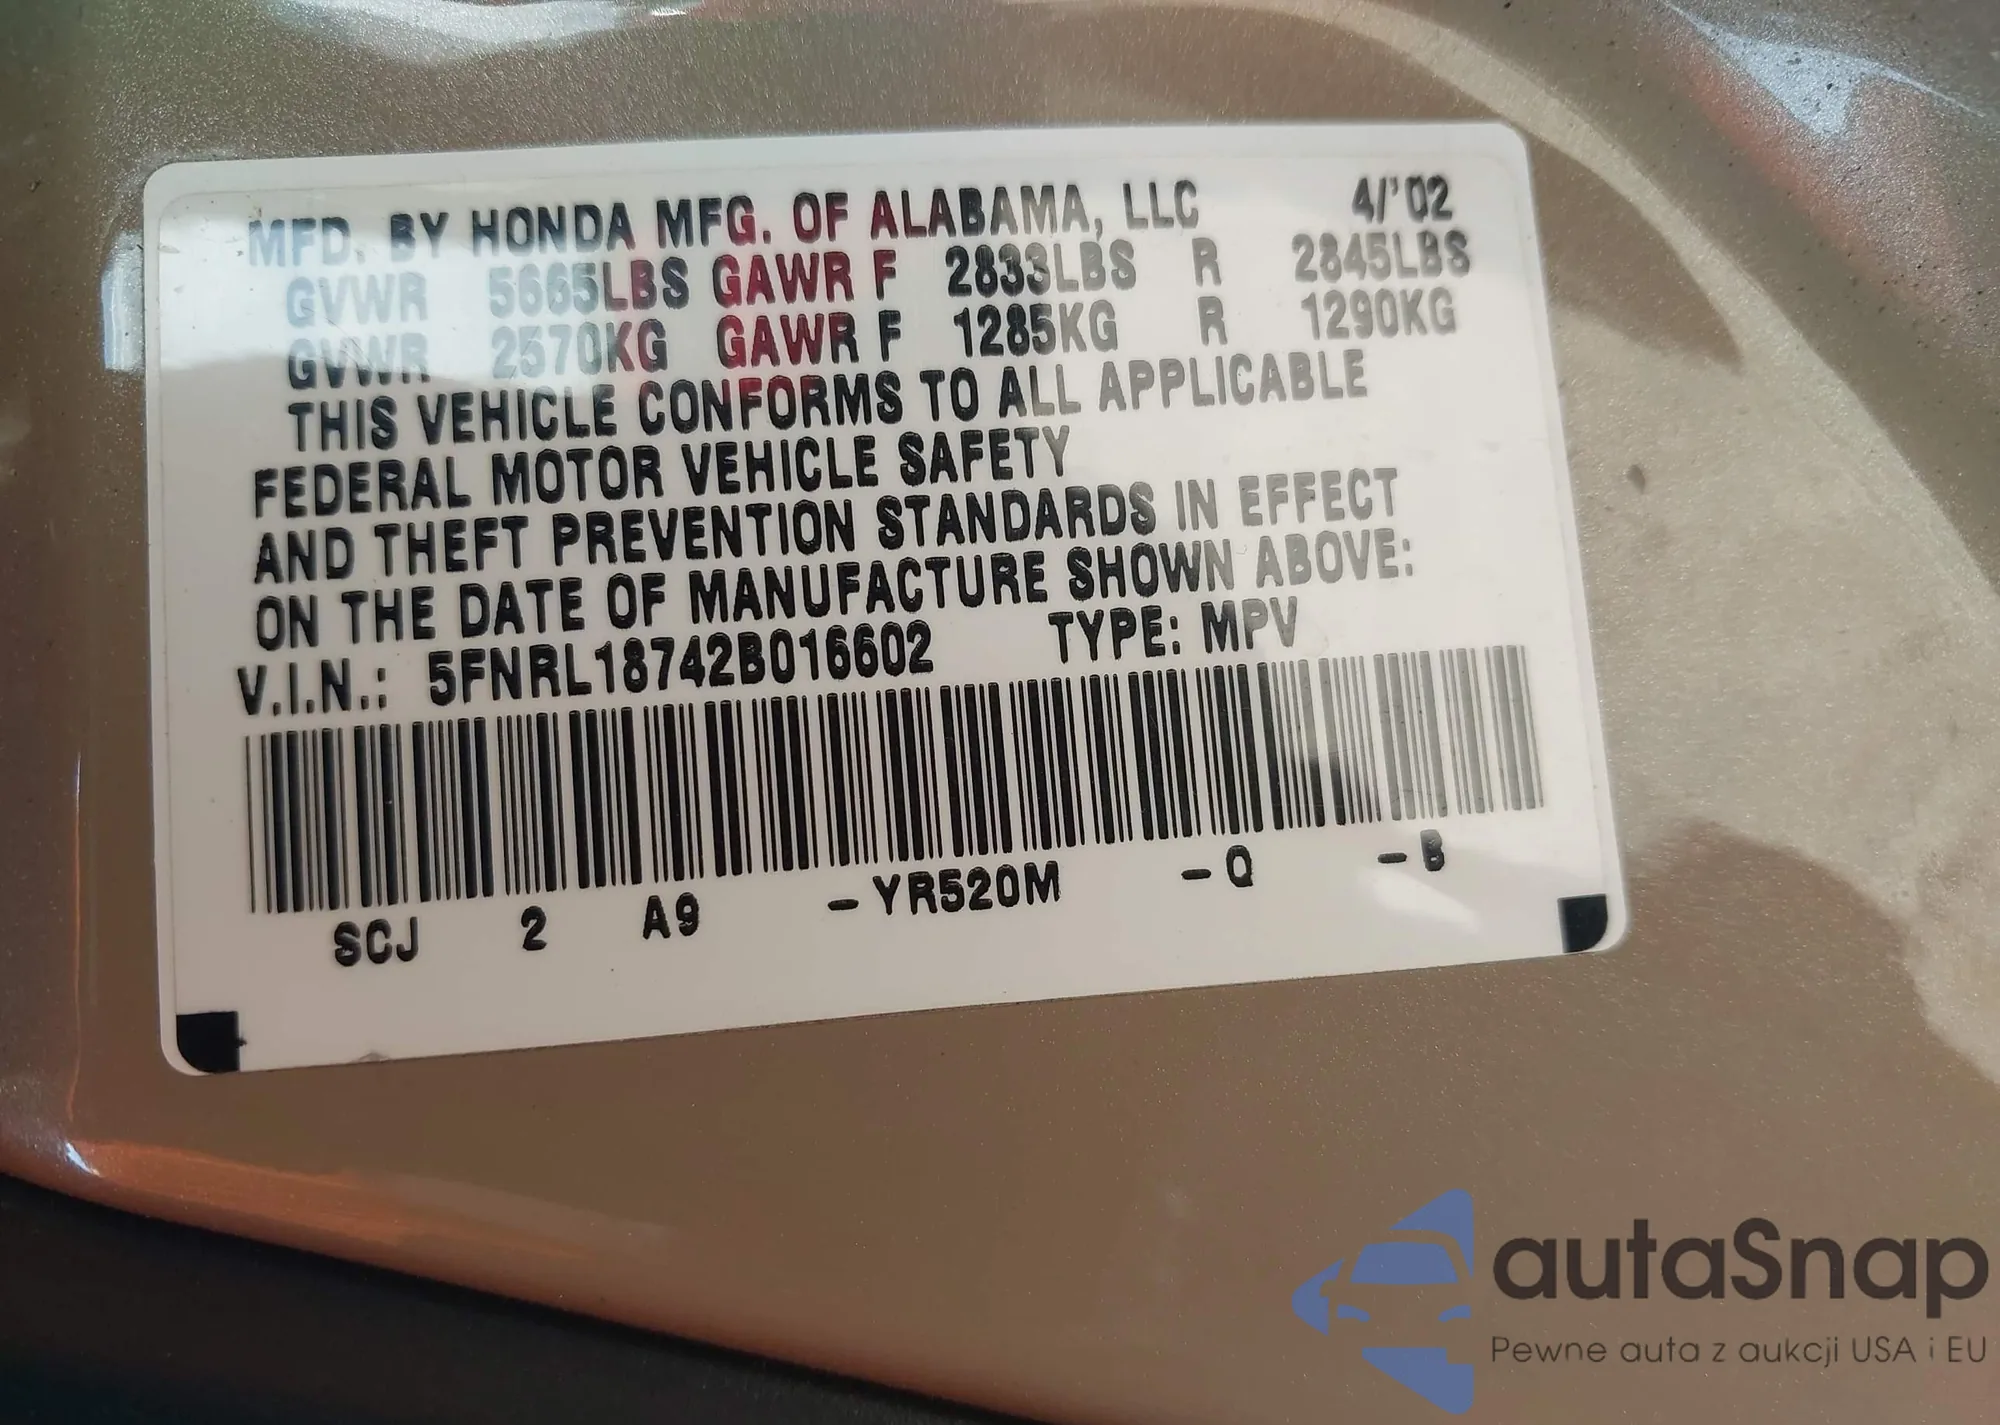 MFD. BY HONDA MFG. OF ALABAMA, LLC 4/'02
GVWR 5665LBS GAWR F 2833LBS R 2845LBS
GVWR 2570KG GAWR F 1285KG R 1290KG
THIS VEHICLE CONFORMS TO ALL APPLICABLE
FEDERAL MOTOR VEHICLE SAFETY
AND THEFT PREVENTION STANDARDS IN EFFECT
ON THE DATE OF MANUFACTURE SHOWN ABOVE:
V.I.N.: 5FNRL18742B016602 TYPE: MPV
SCJ 2 A9 -YR520M -Q -B
autaSnap
Pewne auta z aukcji USA i EU